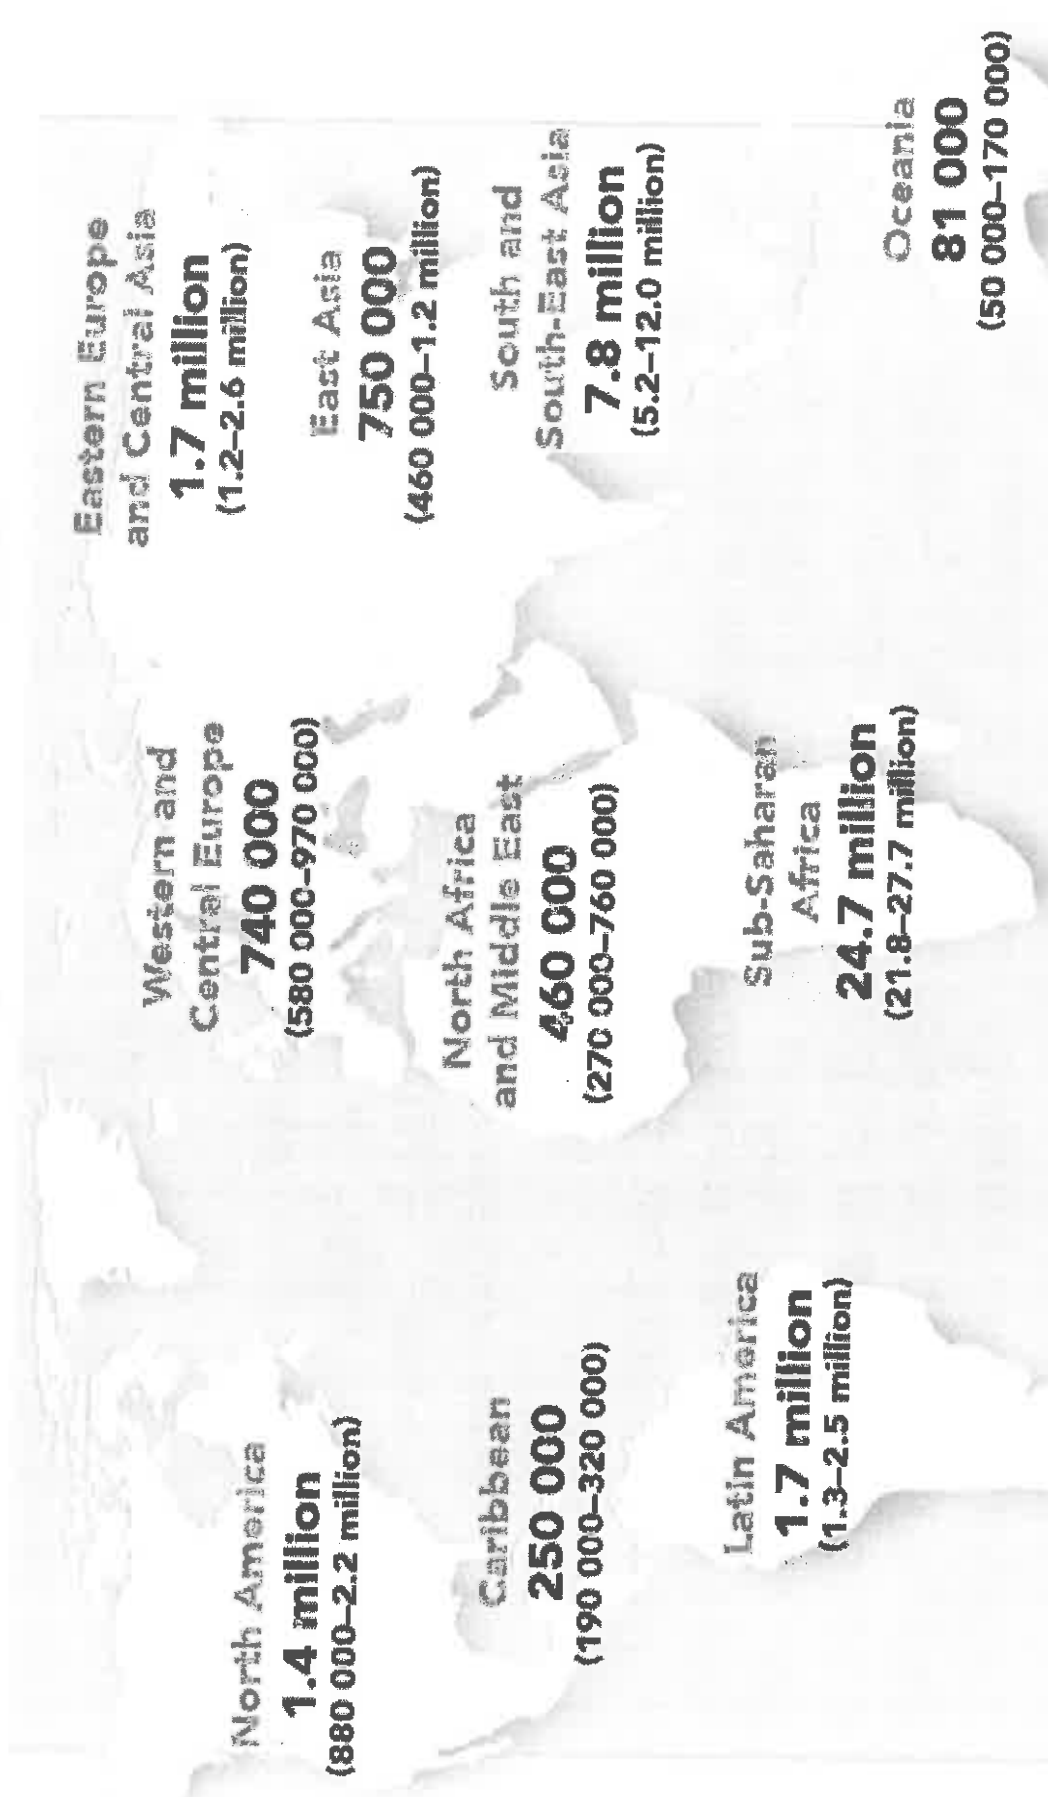 North America
1.4 million
(880 000–2.2 million)
Caribbean
250 000
(190 000–320 000)
Latin America
1.7 million
(1.3–2.5 million)
Western and
Central Europe
740 000
(580 000–970 000)
North Africa
and Middle East
460 000
(270 000–760 000)
Sub-Saharan
Africa
24.7 million
(21.8–27.7 million)
Eastern Europe
and Central Asia
1.7 million
(1.2–2.6 million)
East Asia
750 000
(460 000–1.2 million)
South and
South-East Asia
7.8 million
(5.2–12.0 million)
Oceania
81 000
(50 000–170 000)